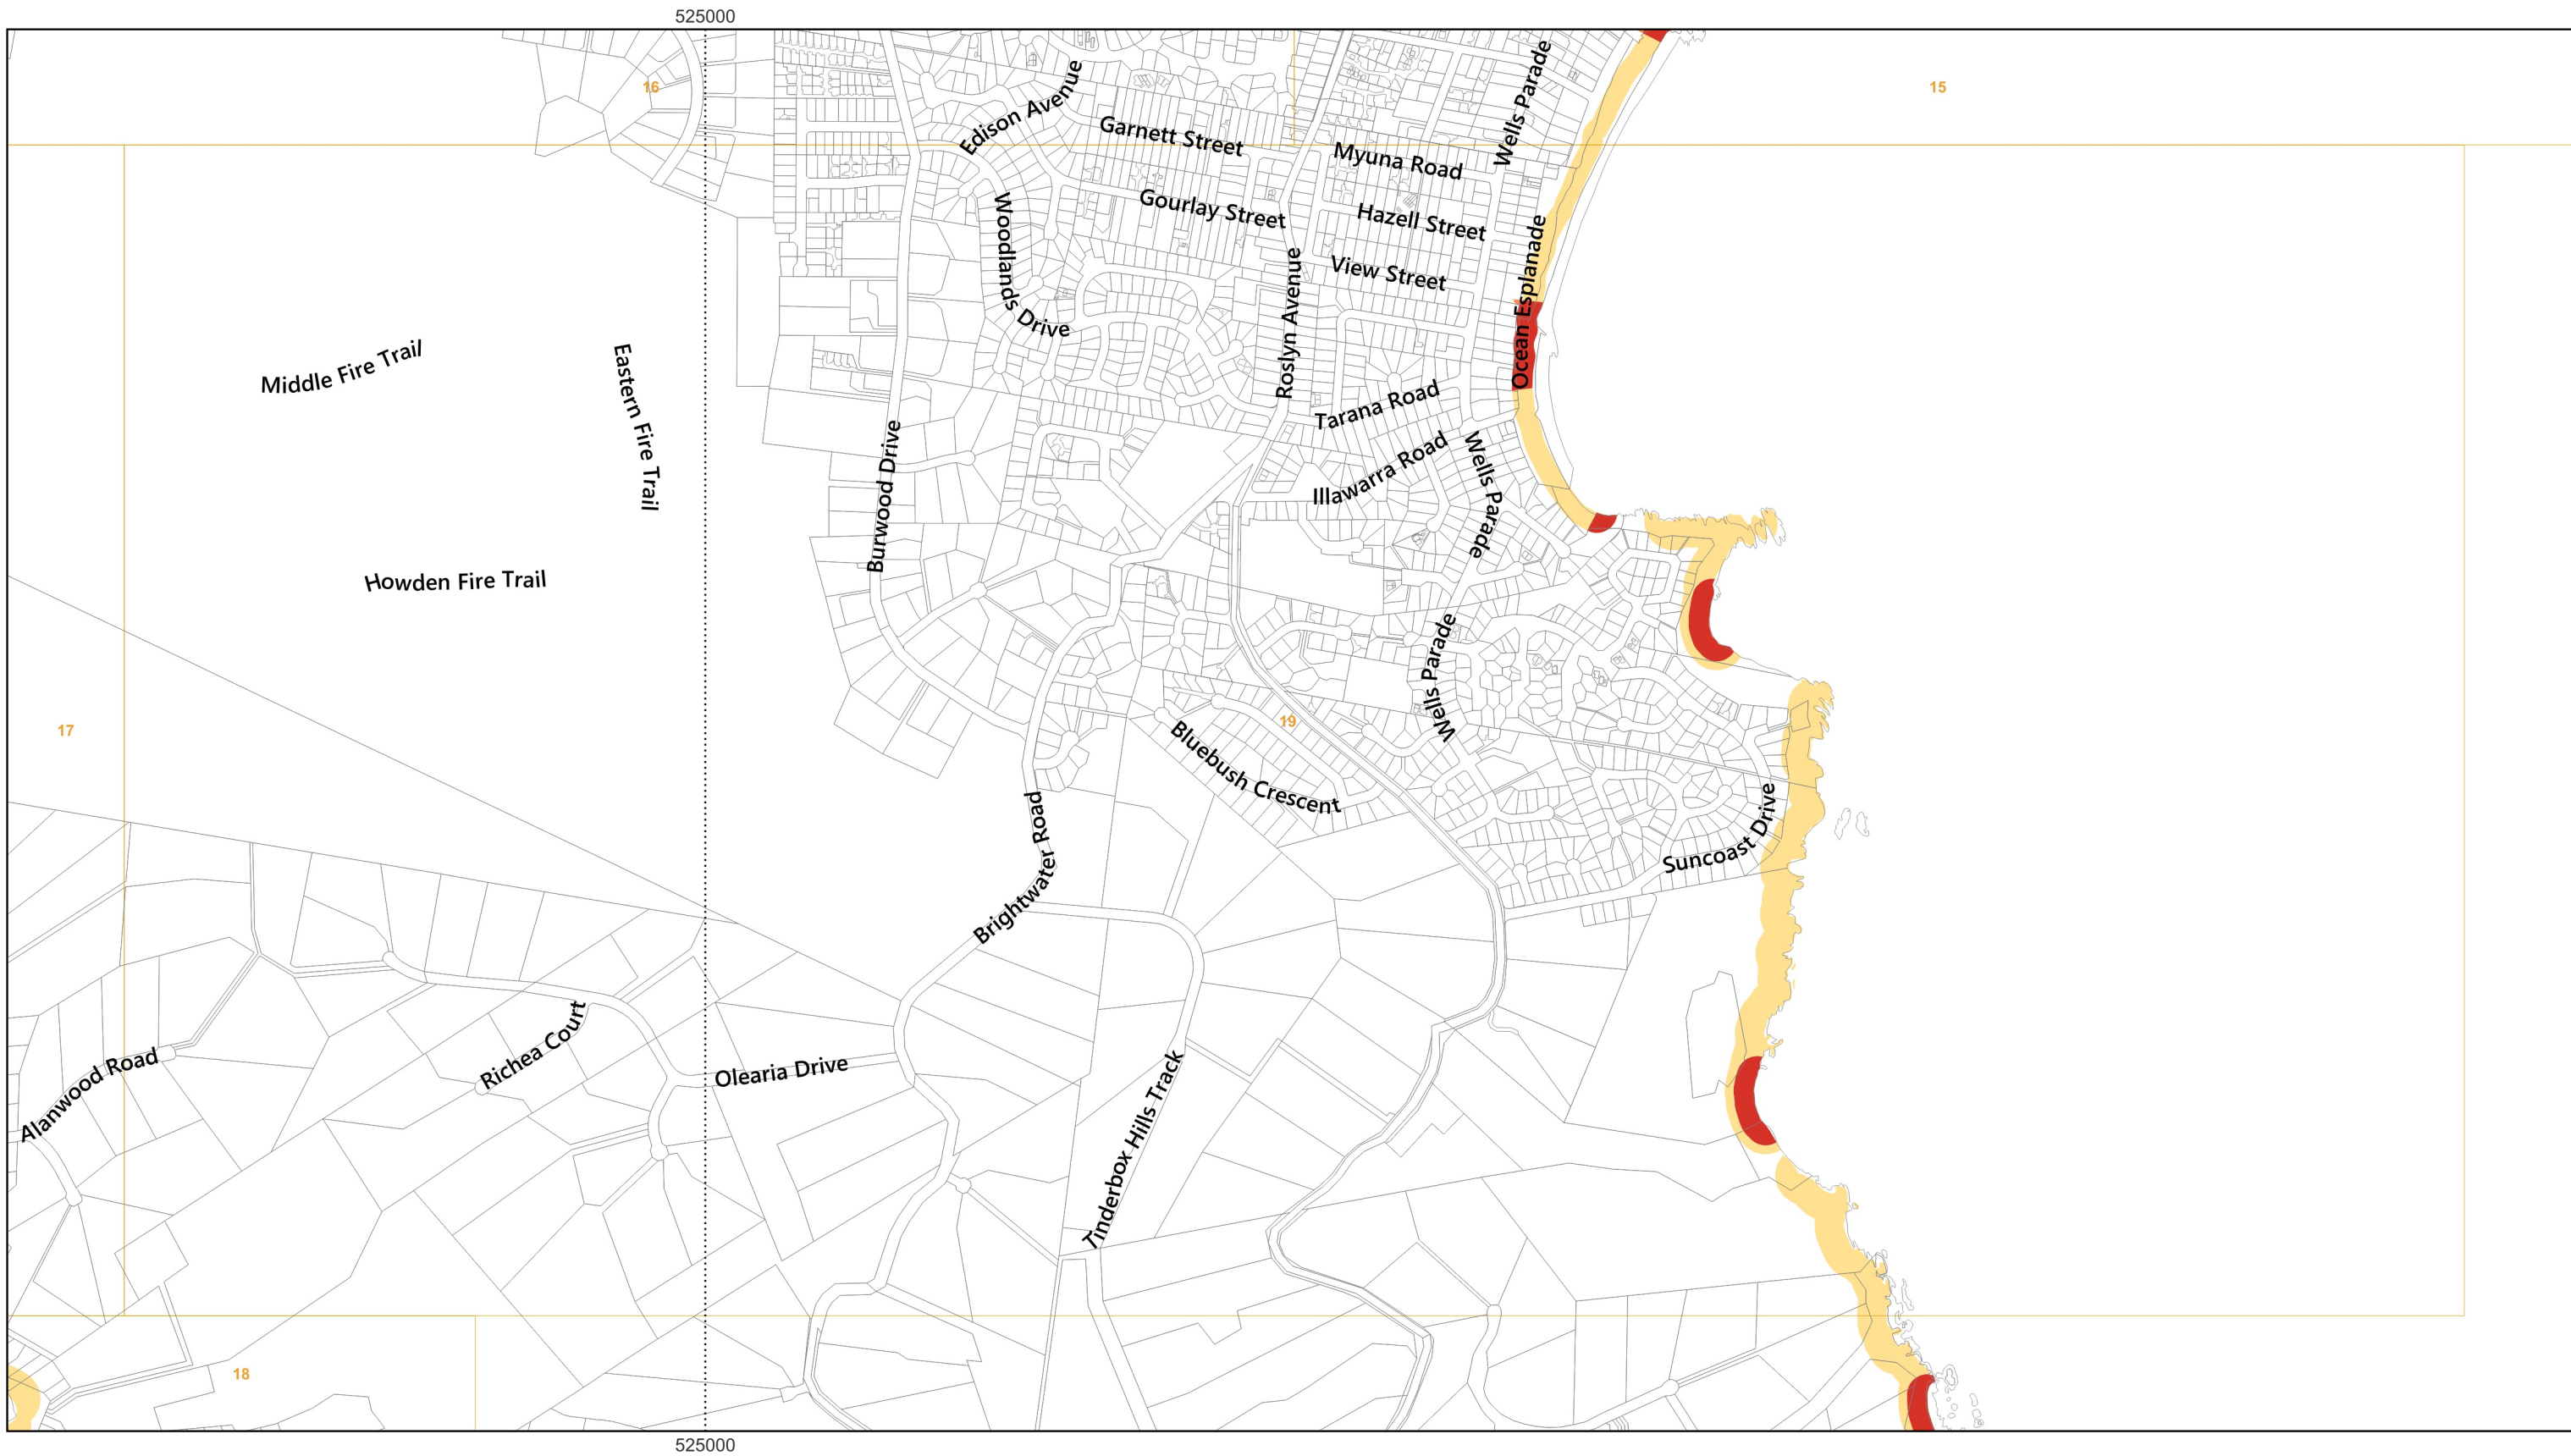 525000
16
15
Edison Avenue
Garnett Street
Myuna Road
Wells Parade
Gourlay Street
Hazell Street
Woodlands Drive
View Street
Roslyn Avenue
Ocean Esplanade
Middle Fire Trail
Eastern Fire Trail
Tarana Road
Burwood Drive
Illawarra Road
Wells Parade
Howden Fire Trail
Wells Parade
17
19
Bluebush Crescent
Brightwater Road
Suncoast Drive
Richea Court
Alanwood Road
Olearia Drive
Tinderbox Hills Track
18
525000